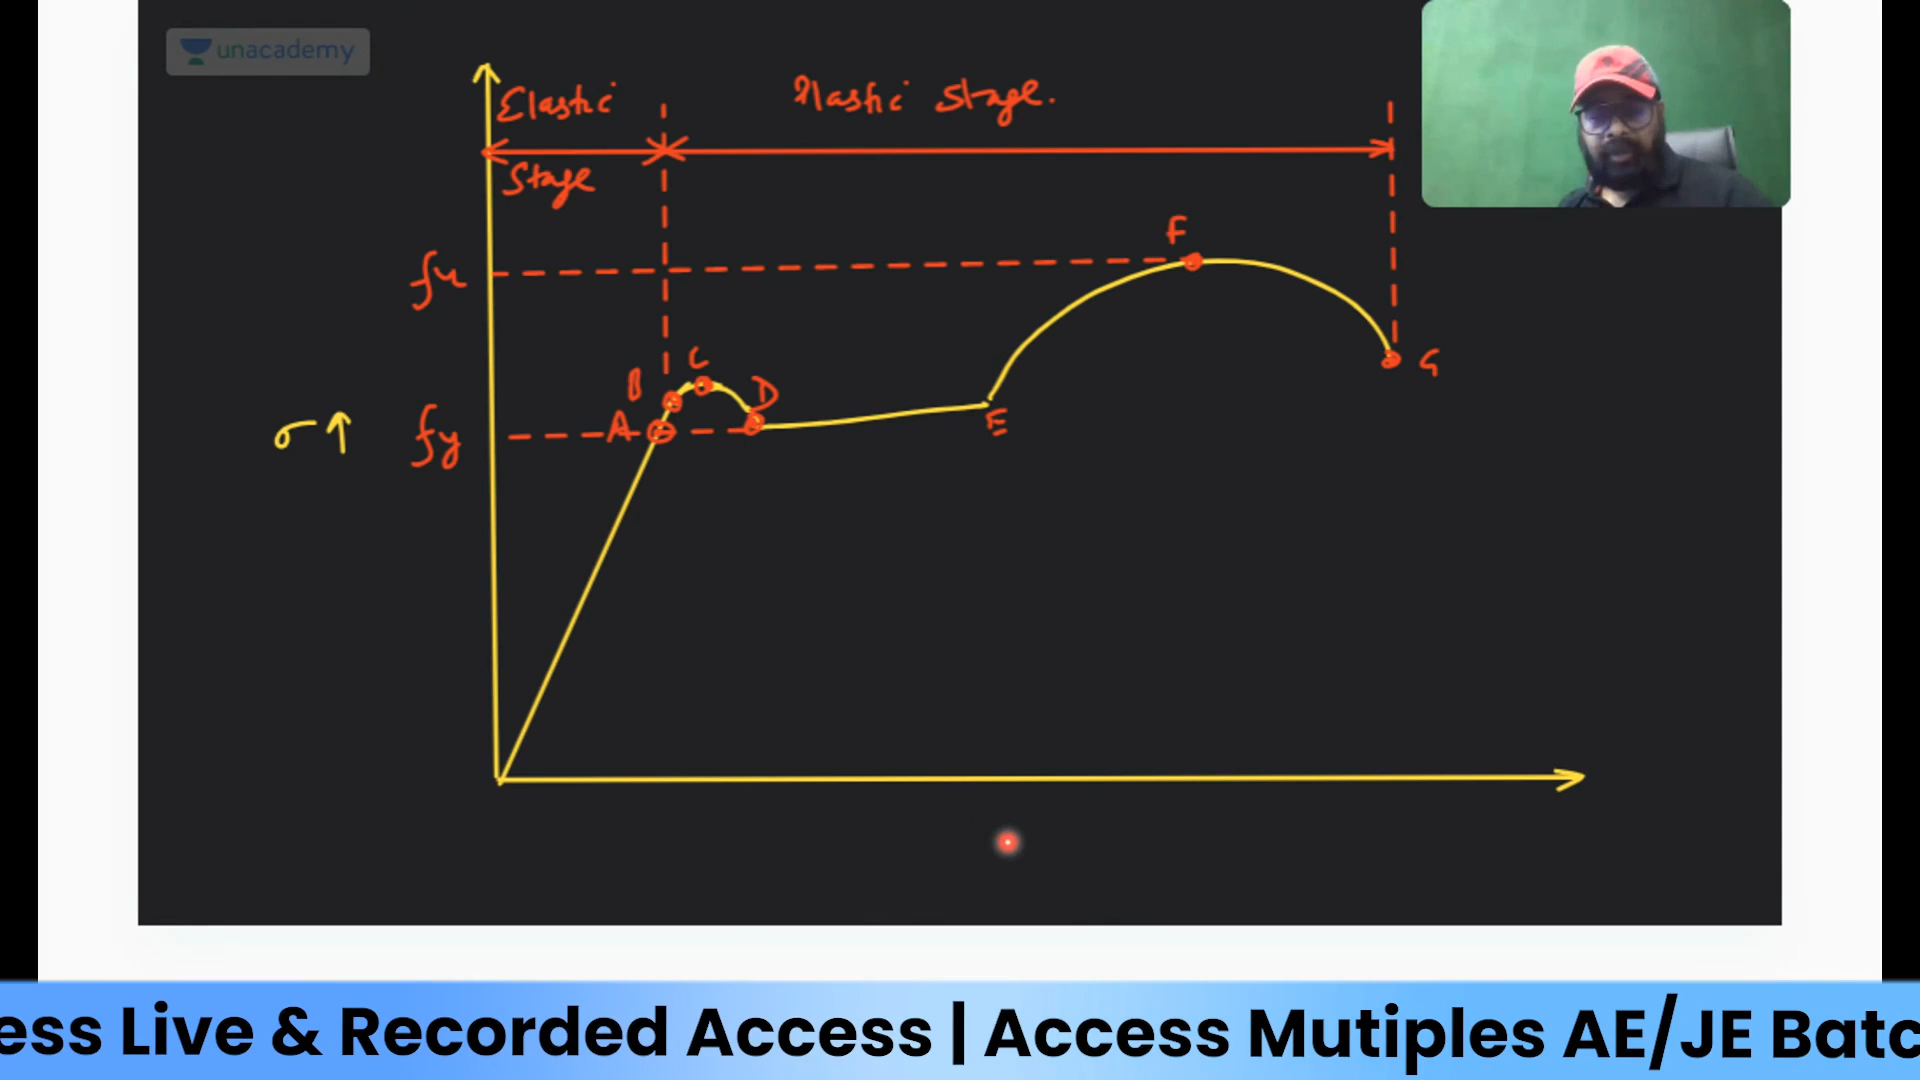 unacademy
Elastic
Plastic Stage.
Stage
F
fu
C
B
D
G
A
E
σ↑ fy
ess Live & Recorded Access | Access Mutiples AE/JE Batc